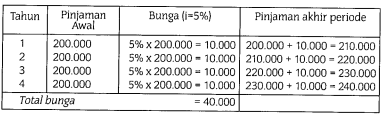 Tahun Pinjaman Awal Bunga (i=5%) Pinjaman akhir periode
1 200.000 5% x 200.000 = 10.000 200.000 + 10.000 = 210.000
2 200.000 5% x 200.000 = 10.000 210.000 + 10.000 = 220.000
3 200.000 5% x 200.000 = 10.000 220.000 + 10.000 = 230.000
4 200.000 5% x 200.000 = 10.000 230.000 + 10.000 = 240.000
Total bunga = 40.000